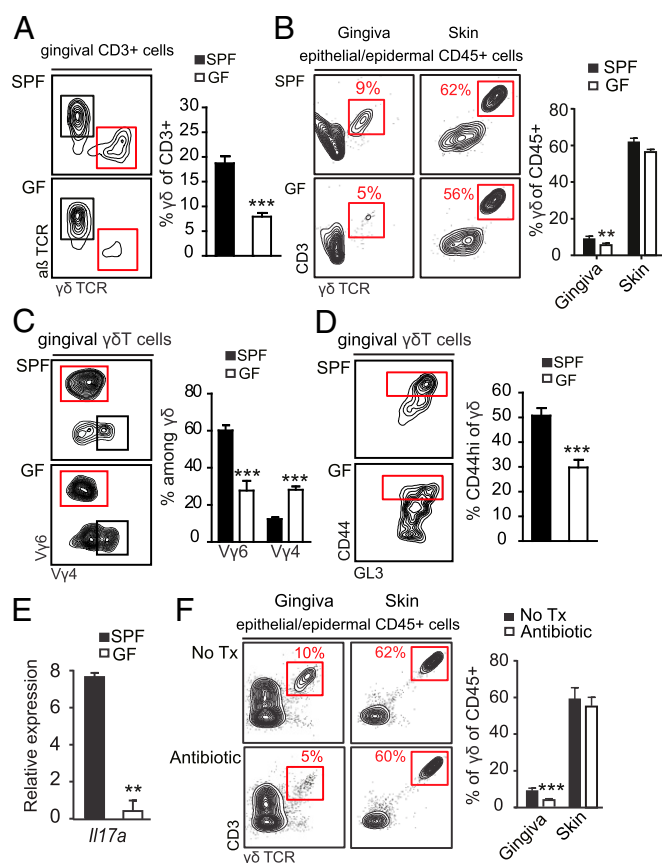 A
gingival CD3+ cells
SPF
GF
αß TCR
γδ TCR
SPF
GF
% γδ of CD3+
30
25
20
15
10
5
0
***
B
Gingiva Skin
epithelial/epidermal CD45+ cells
SPF
9%
62%
GF
5%
56%
CD3
γδ TCR
SPF
GF
% γδ of CD45+
80
60
40
20
0
**
Gingiva
Skin
C
gingival γδT cells
SPF
GF
Vγ6
Vγ4
SPF
GF
% among γδ
80
60
40
20
0
*** ***
Vγ6 Vγ4
D
gingival γδT cells
SPF
GF
CD44
GL3
SPF
GF
% CD44hi of γδ
60
50
40
30
20
10
0
***
E
SPF
GF
Relative expression
8
6
4
2
0
**
Il17a
F
Gingiva Skin
epithelial/epidermal CD45+ cells
No Tx
10%
62%
Antibiotic
5%
60%
CD3
γδ TCR
No Tx
Antibiotic
% of γδ of CD45+
80
60
40
20
0
***
Gingiva
Skin